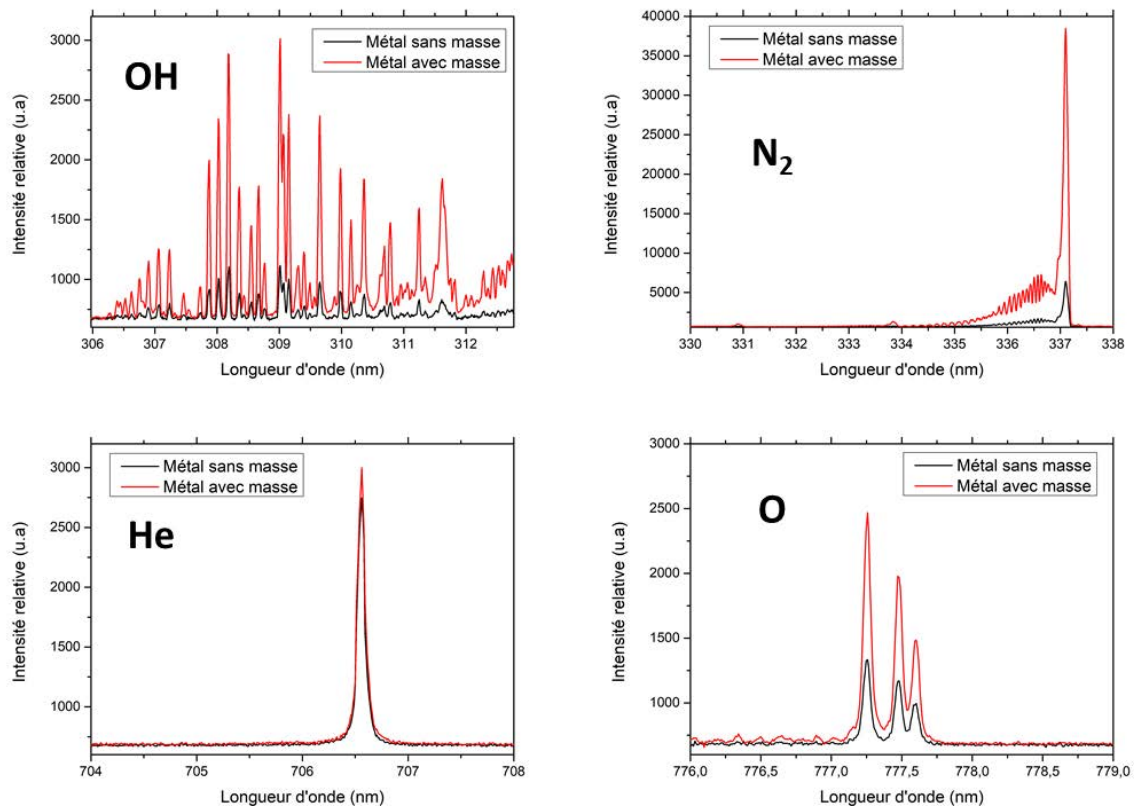 Intensité relative (u.a)
3000
2500
2000
1500
1000
OH
Métal sans masse
Métal avec masse
306 307 308 309 310 311 312
Longueur d'onde (nm)
Intensité relative (u.a)
40000
35000
30000
25000
20000
15000
10000
5000
N2
Métal sans masse
Métal avec masse
330 331 332 333 334 335 336 337 338
Longueur d'onde (nm)
Intensité relative (u.a)
3000
2500
2000
1500
1000
He
Métal sans masse
Métal avec masse
704 705 706 707 708
Longueur d'onde (nm)
Intensité relative (u.a)
3000
2500
2000
1500
1000
O
Métal sans masse
Métal avec masse
776,0 776,5 777,0 777,5 778,0 778,5 779,0
Longueur d'onde (nm)